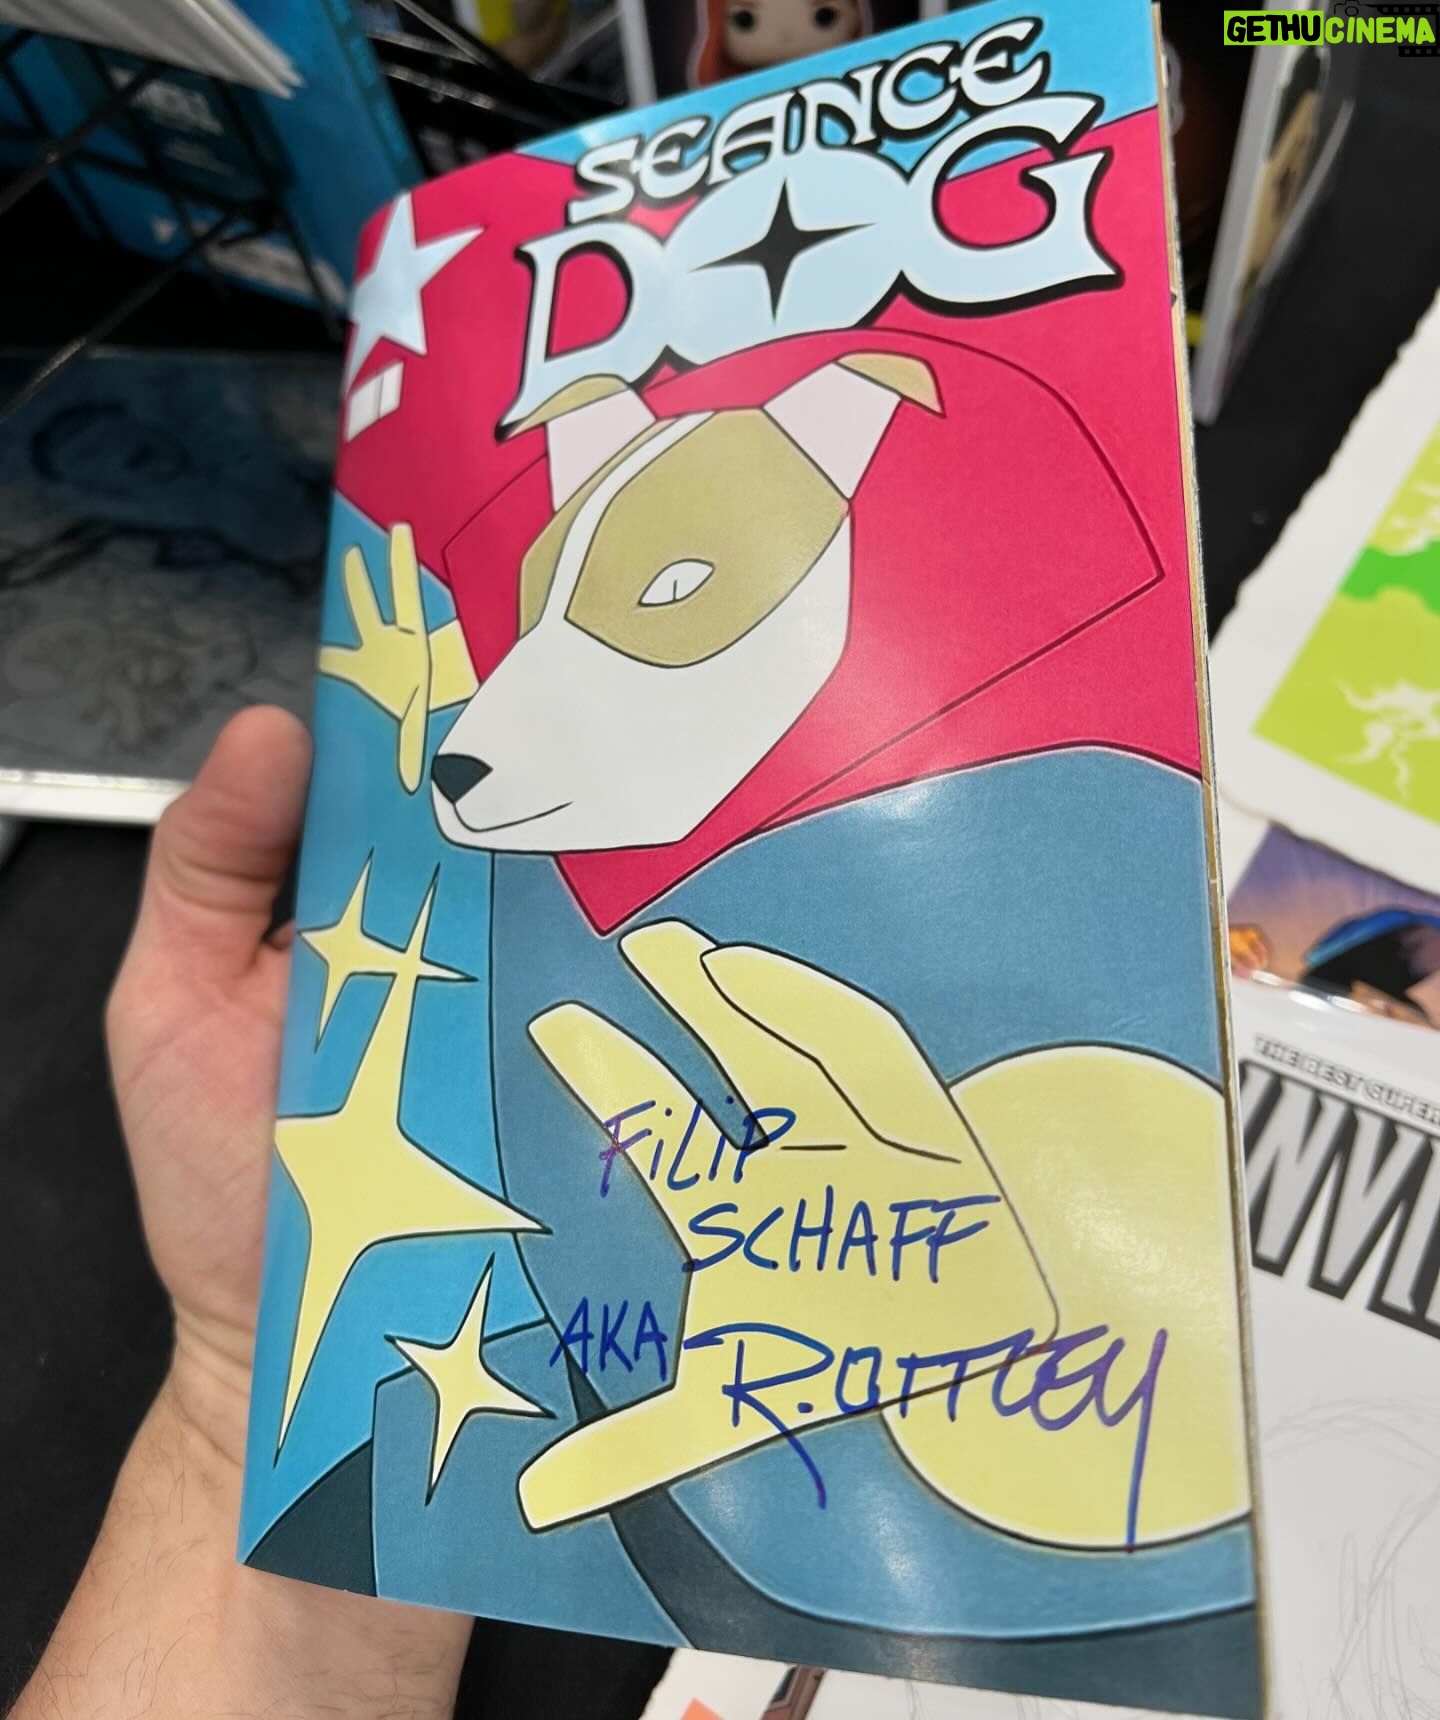 GETHUCINEMA
SEANCE
DOG
FiLiP
SCHAFF
AKA R.OTTLEY
THE BEST SUPER